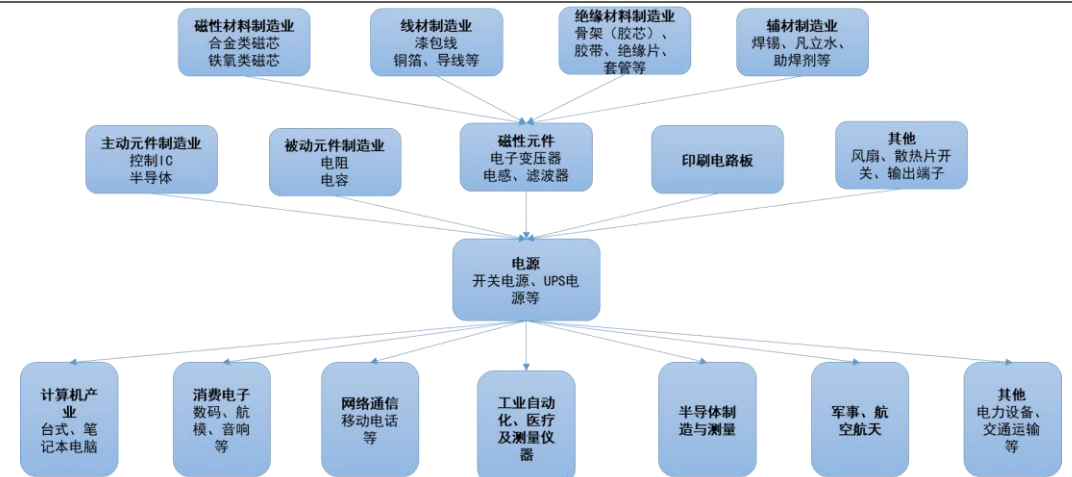 磁性材料制造业
合金类磁芯
铁氧类磁芯
线材制造业
漆包线
铜箔、导线等
绝缘材料制造业
骨架（胶芯）、
胶带、绝缘片、
套管等
辅材制造业
焊锡、凡立水、
助焊剂等
主动元件制造业
控制IC
半导体
被动元件制造业
电阻
电容
磁性元件
电子变压器
电感、滤波器
印刷电路板
其他
风扇、散热片开
关、输出端子
电源
开关电源、UPS电
源等
计算机产
业
台式、笔
记本电脑
消费电子
数码、航
模、音响
等
网络通信
移动电话
等
工业自动
化、医疗
及测量仪
器
半导体制
造与测量
军事、航
空航天
其他
电力设备、
交通运输
等